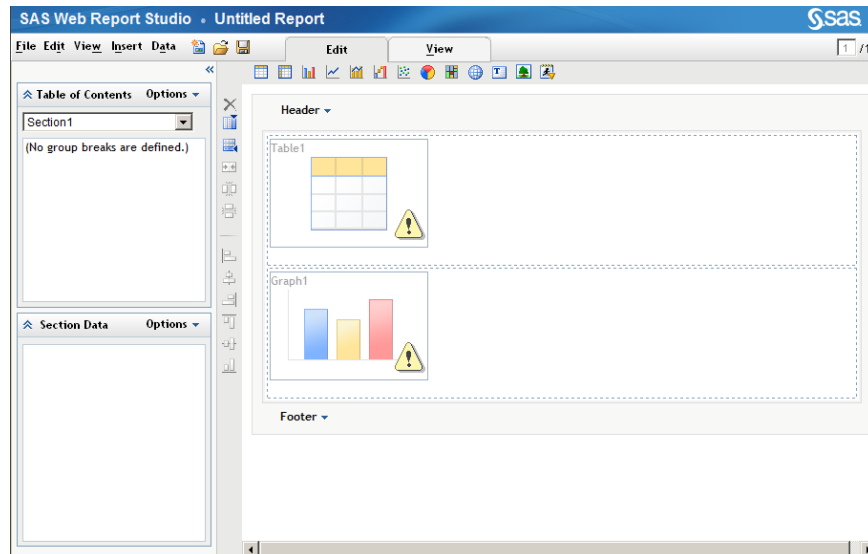 SAS Web Report Studio • Untitled Report
sas
File Edit View Insert Data
Edit
View
1 /1
Table of Contents Options
Section1
(No group breaks are defined.)
Section Data Options
Header
Table1
Graph1
Footer